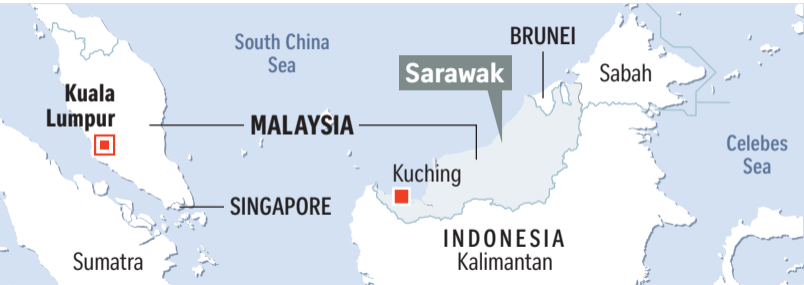 South China
Sea
BRUNEI
Sarawak
Sabah
Kuala
Lumpur
MALAYSIA
Celebes
Sea
Kuching
SINGAPORE
INDONESIA
Kalimantan
Sumatra